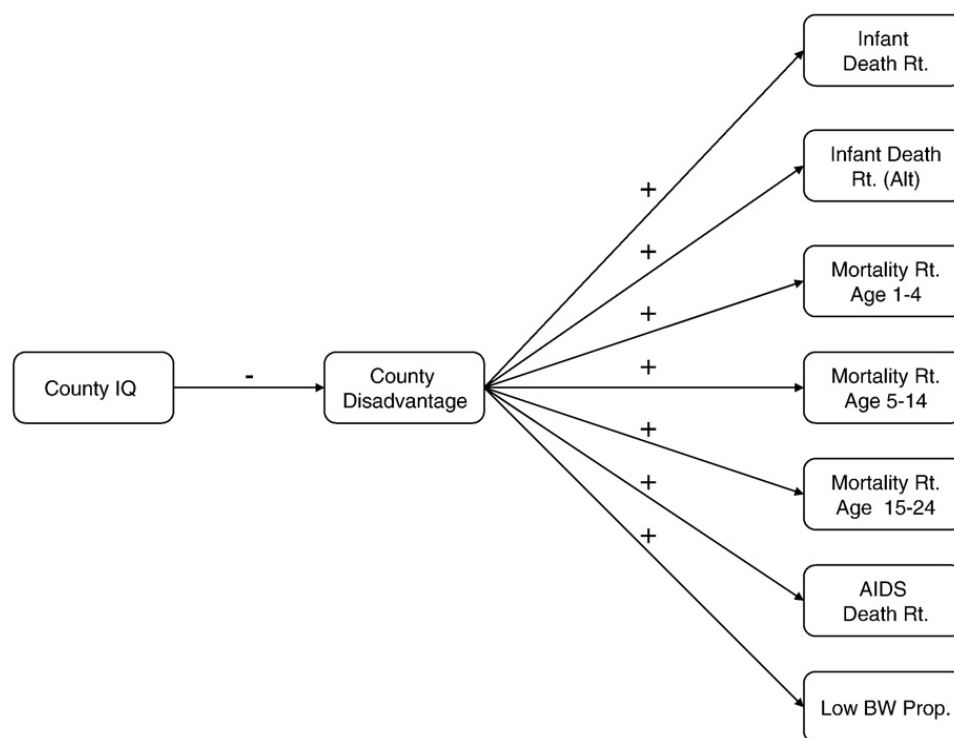 Infant
Death Rt.
Infant Death
Rt. (Alt)
+
+
Mortality Rt.
Age 1-4
+
County IQ
-
County
Disadvantage
+
Mortality Rt.
Age 5-14
+
Mortality Rt.
Age 15-24
+
+
AIDS
Death Rt.
Low BW Prop.